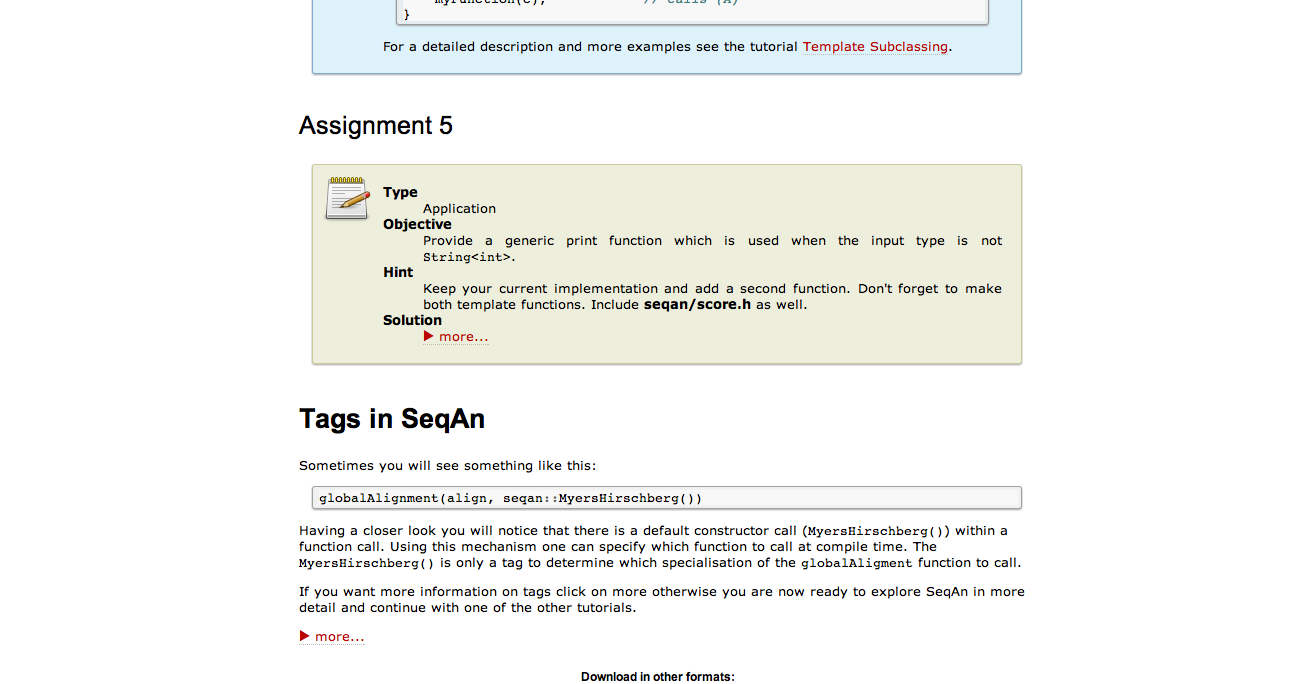 }
For a detailed description and more examples see the tutorial Template Subclassing.
Assignment 5
Type
Application
Objective
Provide a generic print function which is used when the input type is not
String<int>.
Hint
Keep your current implementation and add a second function. Don't forget to make
both template functions. Include seqan/score.h as well.
Solution
more...
Tags in SeqAn
Sometimes you will see something like this:
globalAlignment(align, seqan::MyersHirschberg())
Having a closer look you will notice that there is a default constructor call (MyersHirschberg()) within a
function call. Using this mechanism one can specify which function to call at compile time. The
MyersHirschberg() is only a tag to determine which specialisation of the globalAligment function to call.
If you want more information on tags click on more otherwise you are now ready to explore SeqAn in more
detail and continue with one of the other tutorials.
more...
Download in other formats: